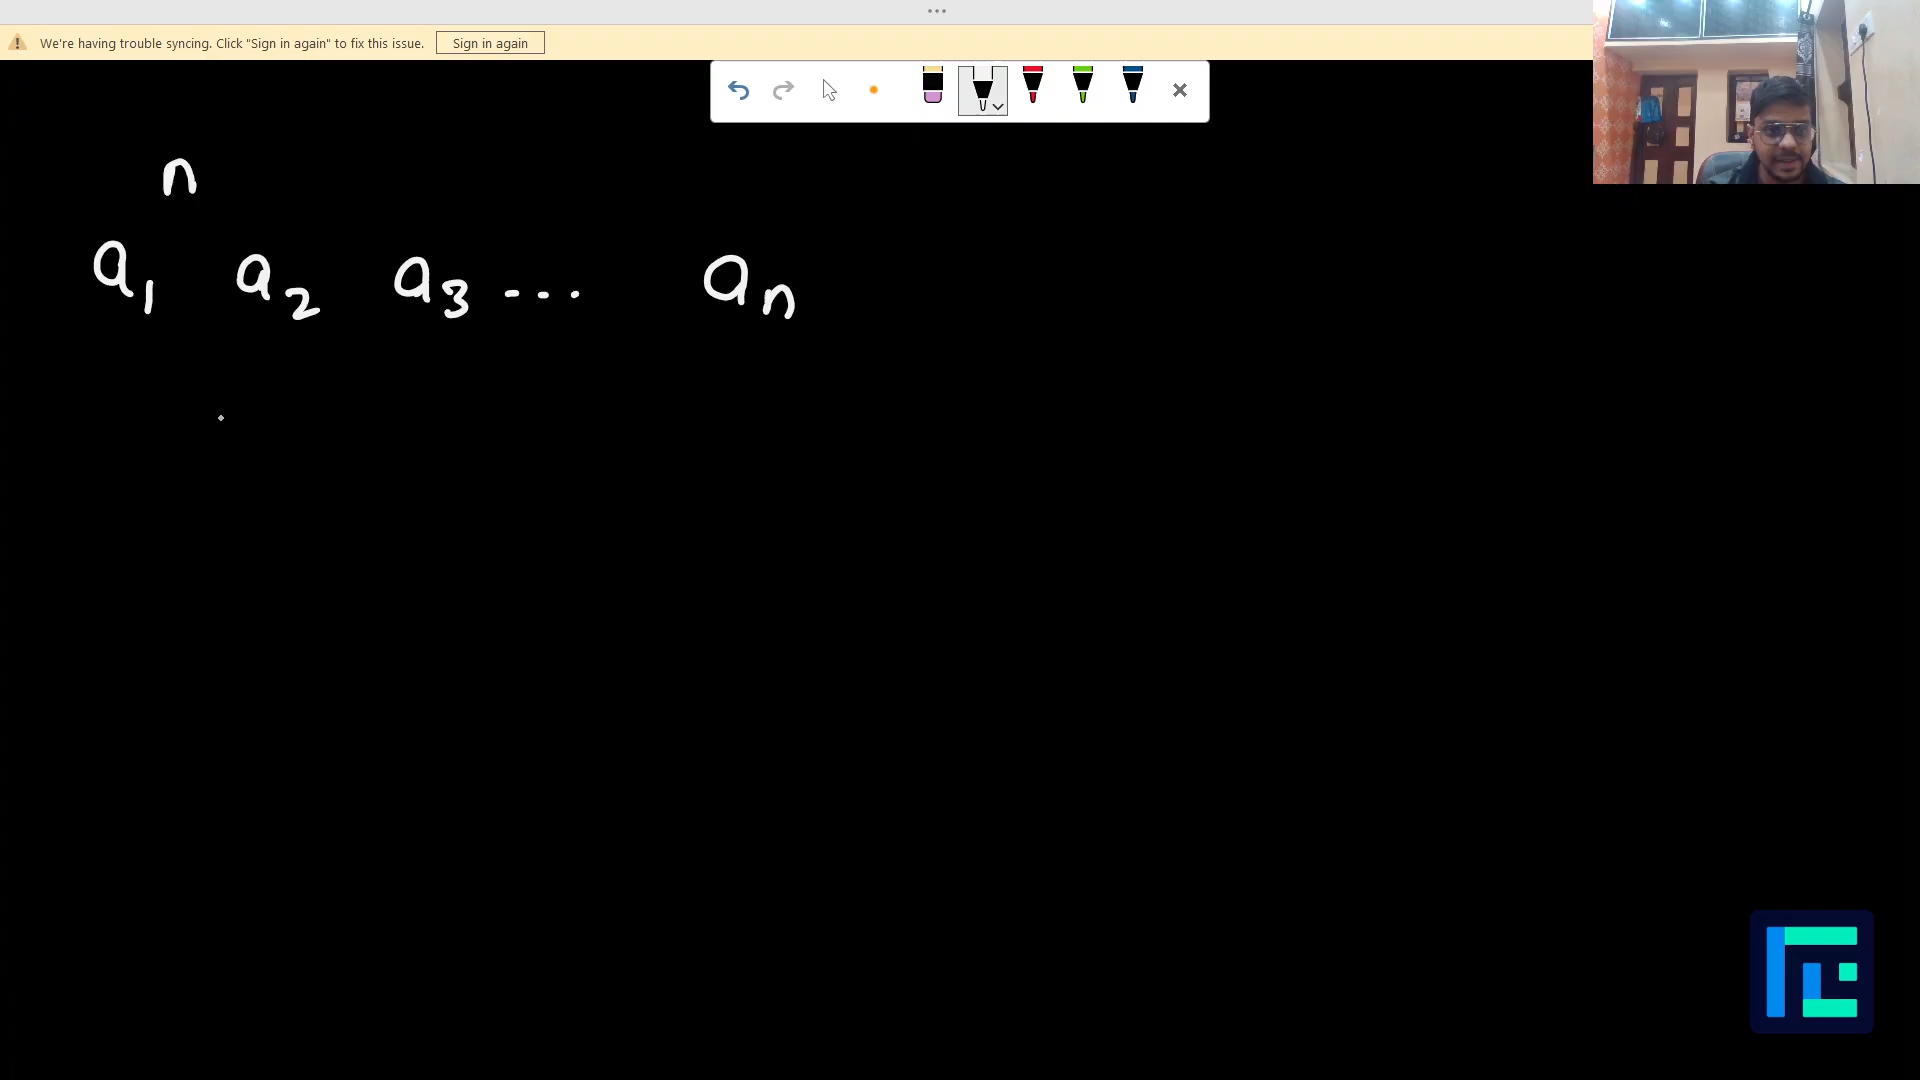 We're having trouble syncing. Click "Sign in again" to fix this issue. Sign in again
n
a₁ a₂ a₃ ... aₙ